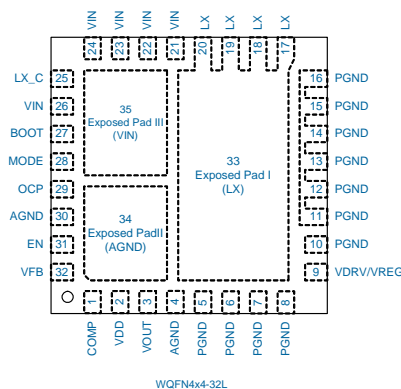 VIN
VIN
VIN
VIN
LX
LX
LX
LX
24
23
22
21
20
19
18
17
LX_C 25
VIN 26
BOOT 27
MODE 28
OCP 29
AGND 30
EN 31
VFB 32
35
Exposed Pad III
(VIN)
34
Exposed PadII
(AGND)
33
Exposed Pad I
(LX)
16 PGND
15 PGND
14 PGND
13 PGND
12 PGND
11 PGND
10 PGND
9 VDRV/VREG
1
2
3
4
5
6
7
8
COMP
VDD
VOUT
AGND
PGND
PGND
PGND
PGND
WQFN4x4-32L